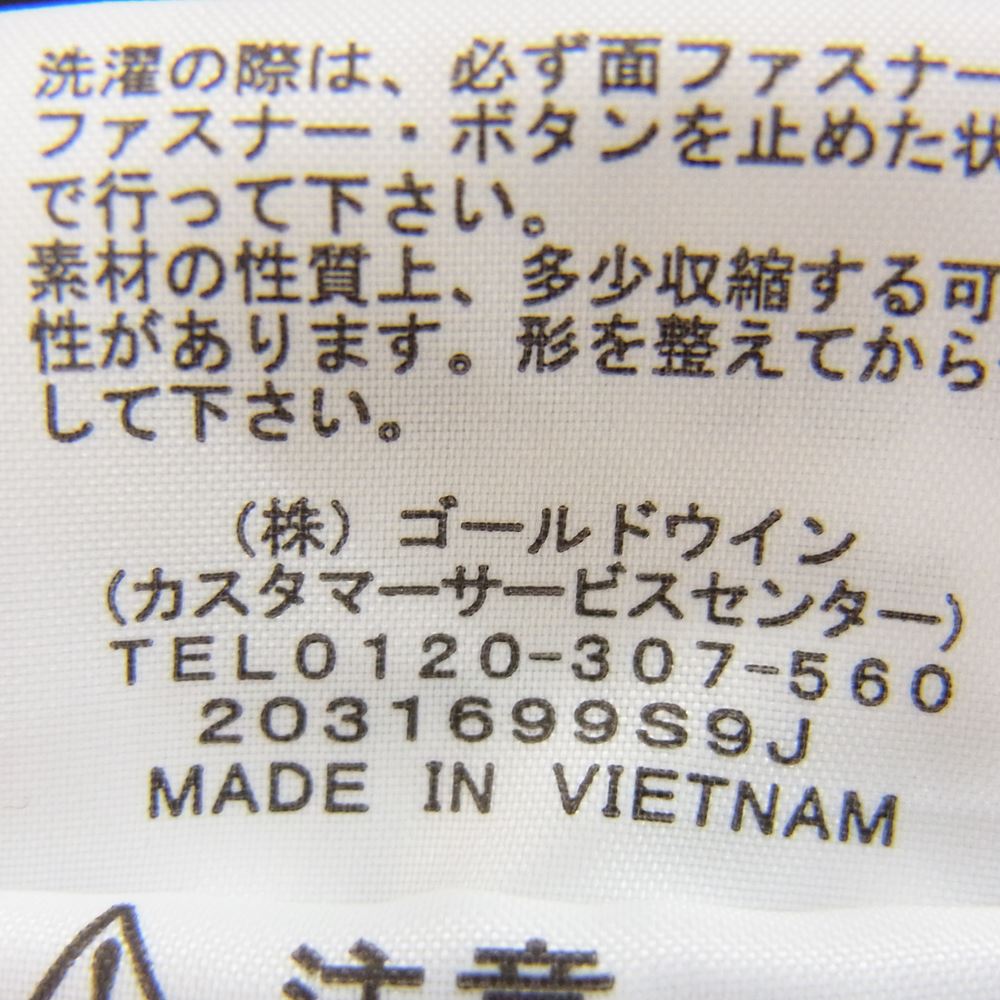 洗濯の際は、必ず面ファスナー
ファスナー・ボタンを止めた状
で行って下さい。
素材の性質上、多少収縮する可
性があります。形を整えてから
して下さい。
(株) ゴールドウイン
(カスタマーサービスセンター)
TEL0120-307-560
2031699S9J
MADE IN VIETNAM
注意